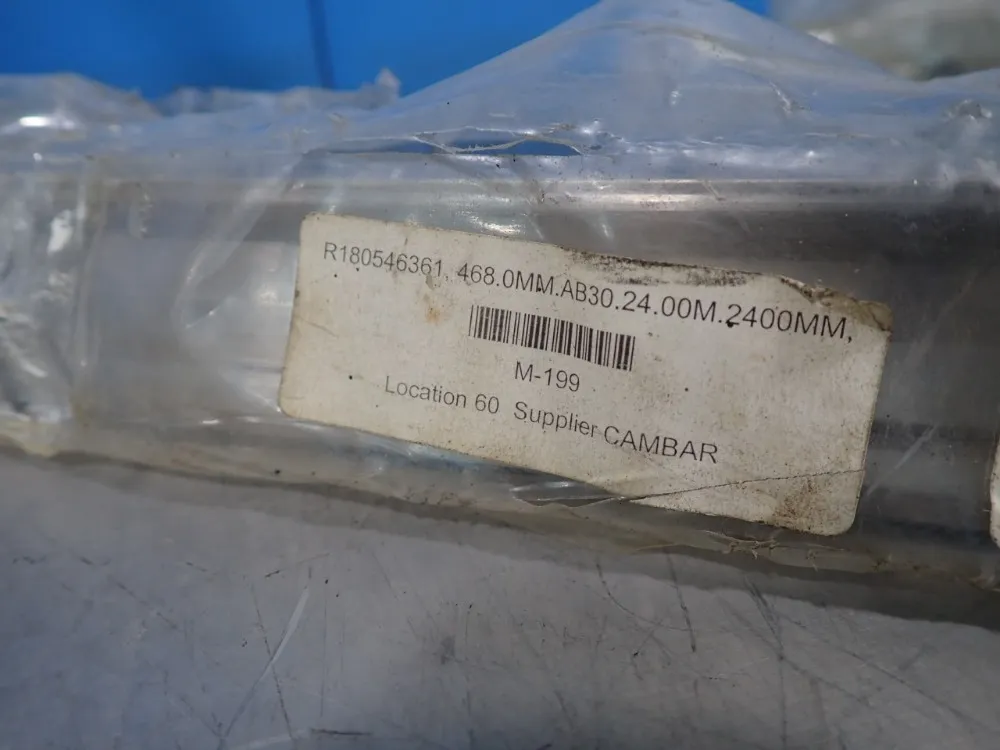 R180546361, 468.0MM.AB30.24.00M.2400MM,
M-199
Location 60 Supplier CAMBAR